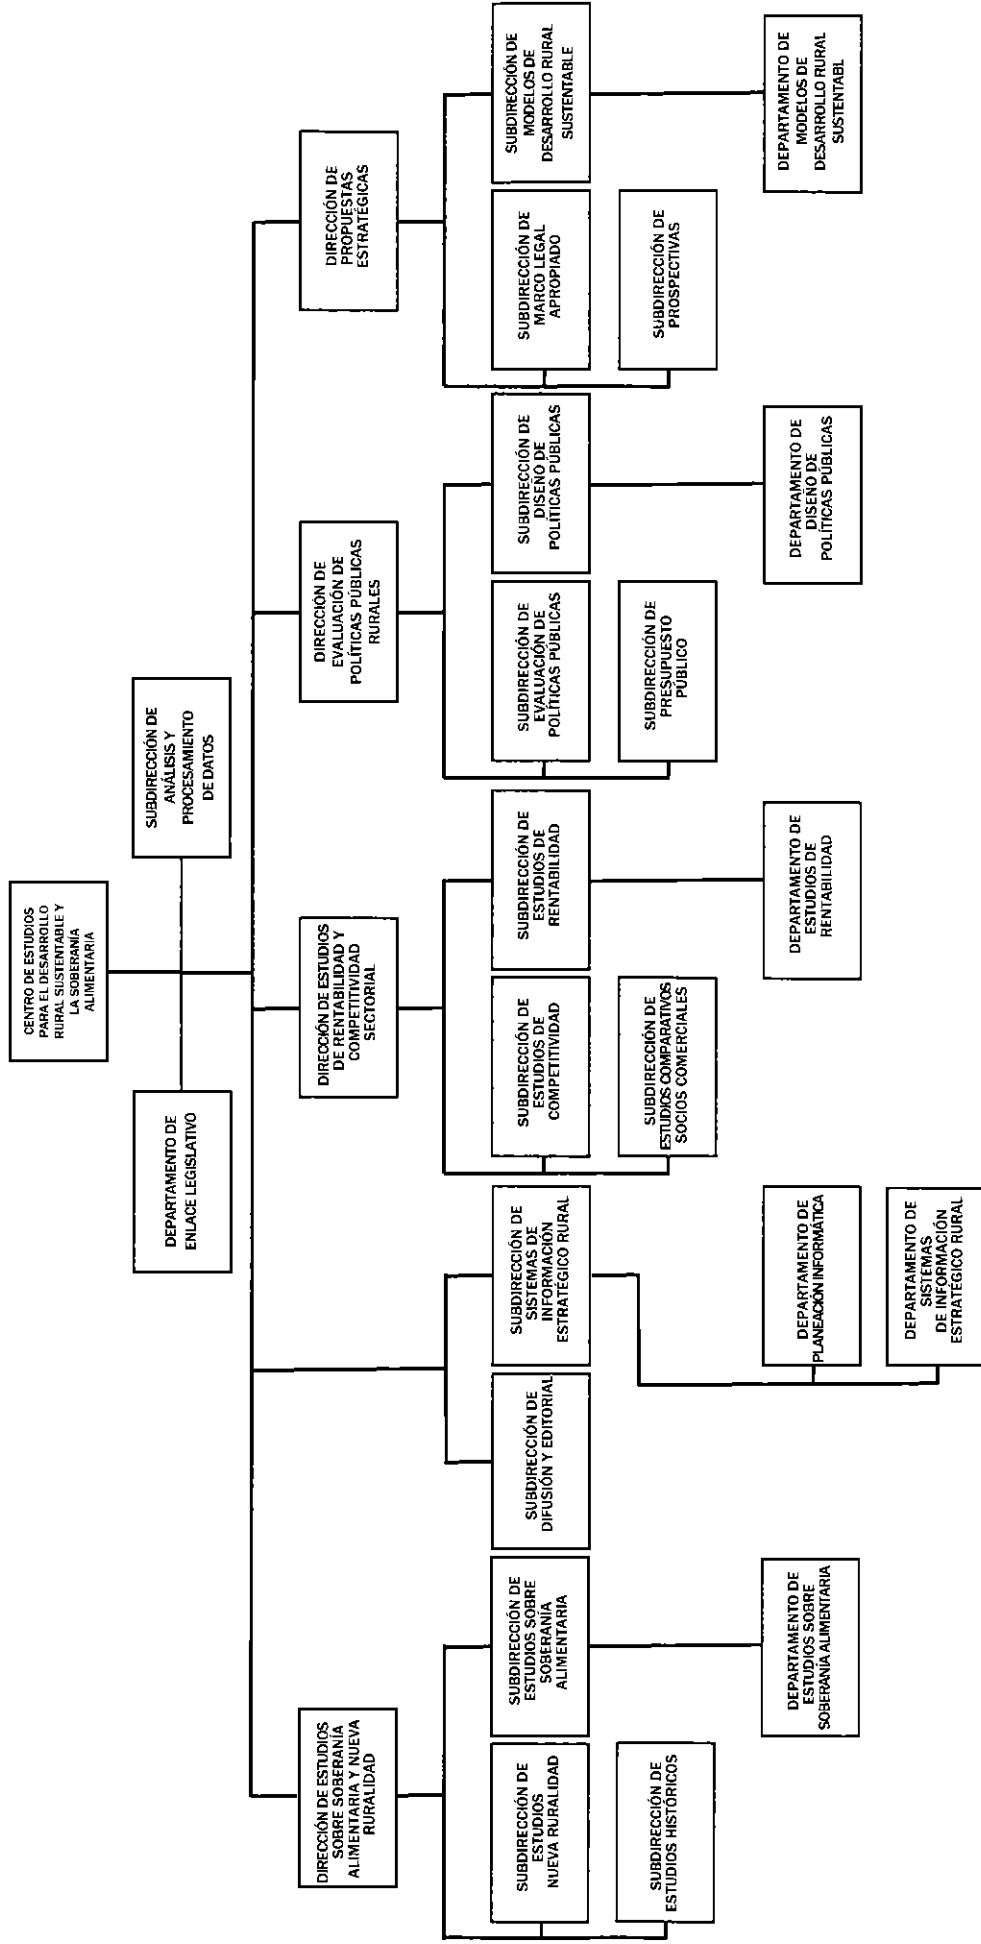 CENTRO DE ESTUDIOS
PARA EL DESARROLLO
RURAL SUSTENTABLE Y
LA SOBERANÍA
ALIMENTARIA
DEPARTAMENTO DE
ENLACE LEGISLATIVO
SUBDIRECCIÓN DE
ANÁLISIS Y
PROCESAMIENTO
DE DATOS
DIRECCIÓN DE ESTUDIOS
SOBRE SOBERANÍA
ALIMENTARIA Y NUEVA
RURALIDAD
DIRECCIÓN DE ESTUDIOS
DE RENTABILIDAD Y
COMPETITIVIDAD
SECTORIAL
DIRECCIÓN DE
EVALUACIÓN DE
POLÍTICAS PÚBLICAS
RURALES
DIRECCIÓN DE
PROPUESTAS
ESTRATÉGICAS
SUBDIRECCIÓN DE
ESTUDIOS
NUEVA RURALIDAD
SUBDIRECCIÓN DE
ESTUDIOS SOBRE
SOBERANÍA
ALIMENTARIA
SUBDIRECCIÓN DE
DIFUSIÓN Y EDITORIAL
SUBDIRECCIÓN DE
SISTEMAS DE
INFORMACIÓN
ESTRATÉGICO RURAL
SUBDIRECCIÓN DE
ESTUDIOS DE
COMPETITIVIDAD
SUBDIRECCIÓN DE
ESTUDIOS DE
RENTABILIDAD
SUBDIRECCIÓN DE
EVALUACIÓN DE
POLÍTICAS PÚBLICAS
SUBDIRECCIÓN DE
DISEÑO DE
POLÍTICAS PÚBLICAS
SUBDIRECCIÓN DE
MARCO LEGAL
APROPIADO
SUBDIRECCIÓN DE
MODELOS DE
DESARROLLO RURAL
SUSTENTABLE
SUBDIRECCIÓN DE
ESTUDIOS HISTÓRICOS
SUBDIRECCIÓN DE
ESTUDIOS COMPARATIVOS
SOCIOS COMERCIALES
SUBDIRECCIÓN DE
PRESUPUESTO
PÚBLICO
SUBDIRECCIÓN DE
PROSPECTIVAS
DEPARTAMENTO DE
ESTUDIOS SOBRE
SOBERANÍA ALIMENTARIA
DEPARTAMENTO DE
PLANEACIÓN INFORMÁTICA
DEPARTAMENTO DE
ESTUDIOS DE
RENTABILIDAD
DEPARTAMENTO DE
DISEÑO DE
POLÍTICAS PÚBLICAS
DEPARTAMENTO DE
MODELOS DE
DESARROLLO RURAL
SUSTENTABL
DEPARTAMENTO DE
SISTEMAS
DE INFORMACIÓN
ESTRATÉGICO RURAL